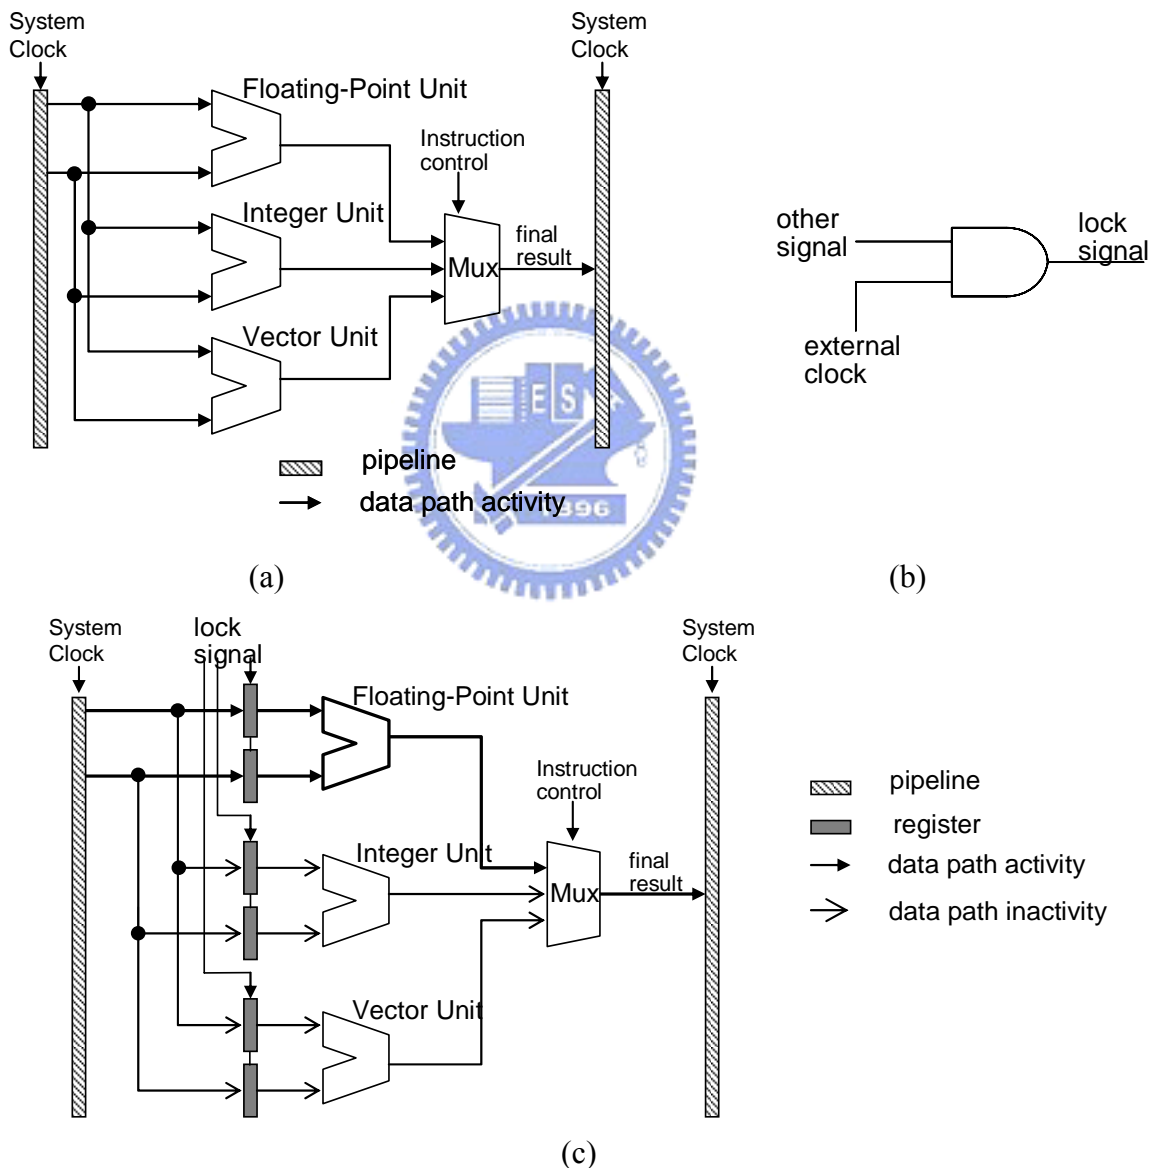 System
Clock
System
Clock
Floating-Point Unit
Instruction
control
Integer Unit
final
result
Mux
Vector Unit
pipeline
data path activity
other
signal
lock
signal
external
clock
E S
1896
(a)
(b)
System
Clock
lock
signal
System
Clock
Floating-Point Unit
Instruction
control
Integer Unit
final
result
Mux
Vector Unit
pipeline
register
data path activity
data path inactivity
(c)